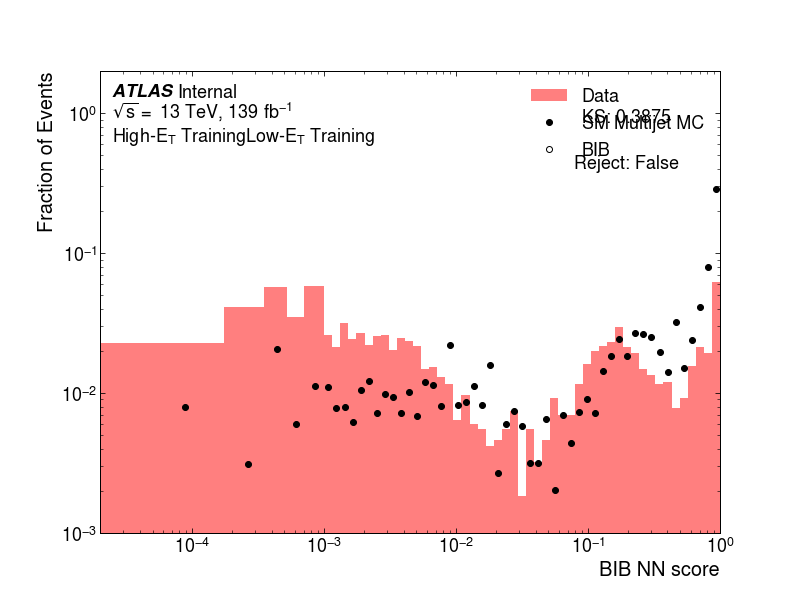 ATLAS Internal
√s = 13 TeV, 139 fb⁻¹
High-E_T TrainingLow-E_T Training
Data
KS: 0.3875
SM Multijet MC
BIB
Reject: False
Fraction of Events
10⁰
10⁻¹
10⁻²
10⁻³
10⁻⁴
10⁻³
10⁻²
10⁻¹
10⁰
BIB NN score